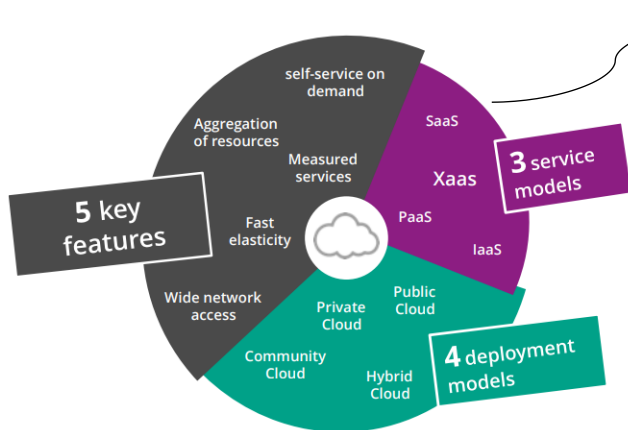 self-service on
demand
Aggregation
of resources
Measured
services
5 key
features
Fast
elasticity
Wide network
access
SaaS
Xaas
PaaS
IaaS
3 service
models
Private
Cloud
Public
Cloud
Community
Cloud
Hybrid
Cloud
4 deployment
models